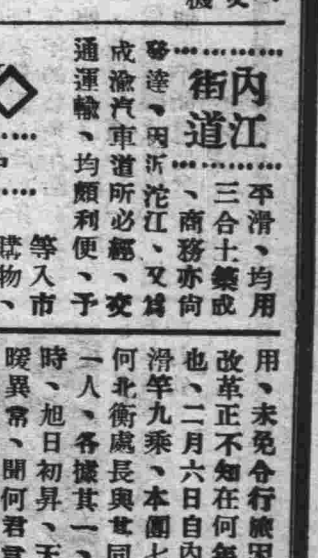 內江
街道
平滑、均用
三合土築成
、商務亦尙
發達、因沂沱江、又爲
成渝汽車道所必經、交
通運輸、均頗利便、予
等入市
購物、
用、未免令行旅
改革正不知在何
也、二月六日自內
滑竿九乘、本團七
何北衡處長與其同
一人、各據其一、
時、旭日初昇、天
暖異常、聞何君言